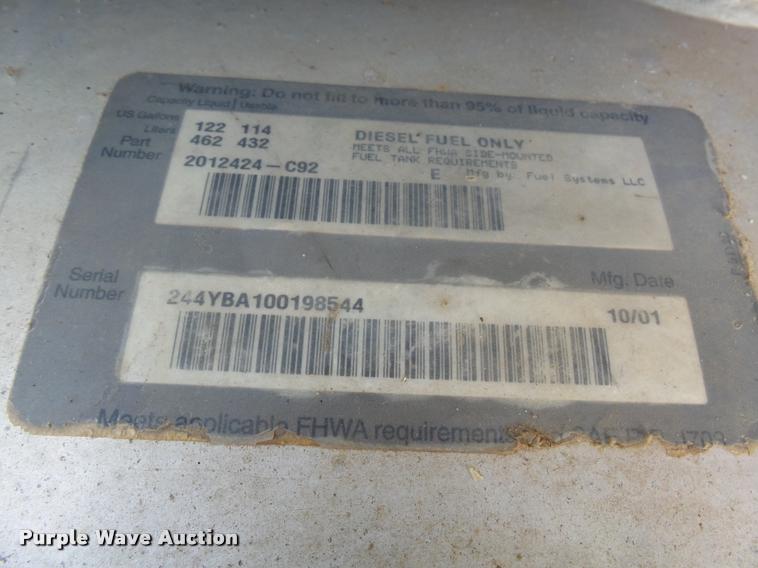 Warning: Do not fill to more than 95% of liquid capacity
Capacity Liquid Usable
US Gallons 122 114
Liters 462 432
Part Number 2012424-C92
DIESEL FUEL ONLY
MEETS ALL FHWA SIDE-MOUNTED
FUEL TANK REQUIREMENTS
E Mfg by: Fuel Systems LLC
Serial Number 244YBA100198544
Mfg. Date
10/01
Meets applicable FHWA requirements
Purple Wave Auction